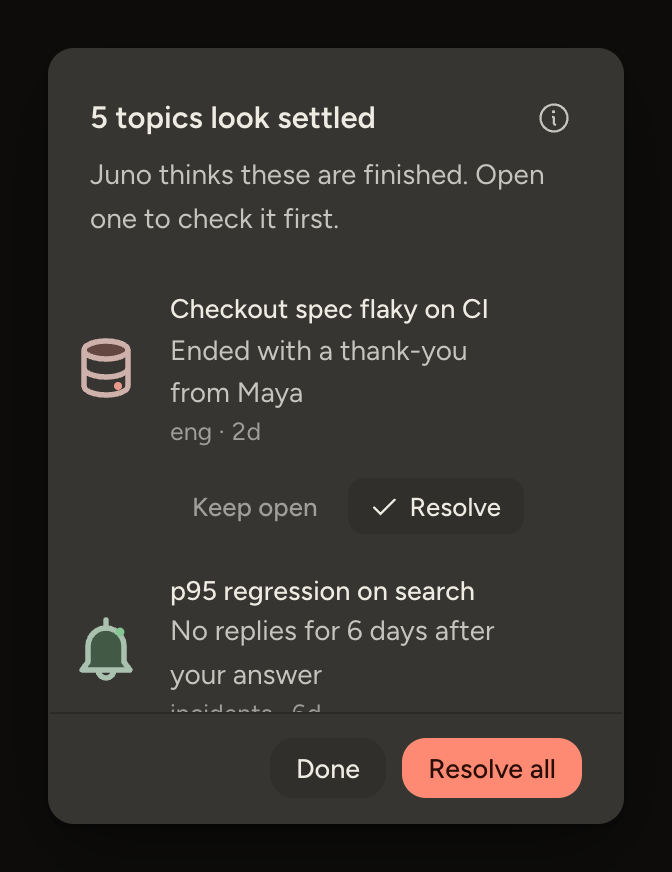 5 topics look settled
Juno thinks these are finished. Open
one to check it first.
Checkout spec flaky on CI
Ended with a thank-you
from Maya
eng · 2d
Keep open
Resolve
p95 regression on search
No replies for 6 days after
your answer
incidents · 6d
Done
Resolve all